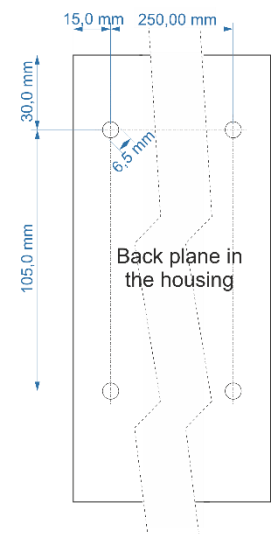 15,0 mm
250,00 mm
30,0 mm
6,5 mm
105,0 mm
Back plane in
the housing